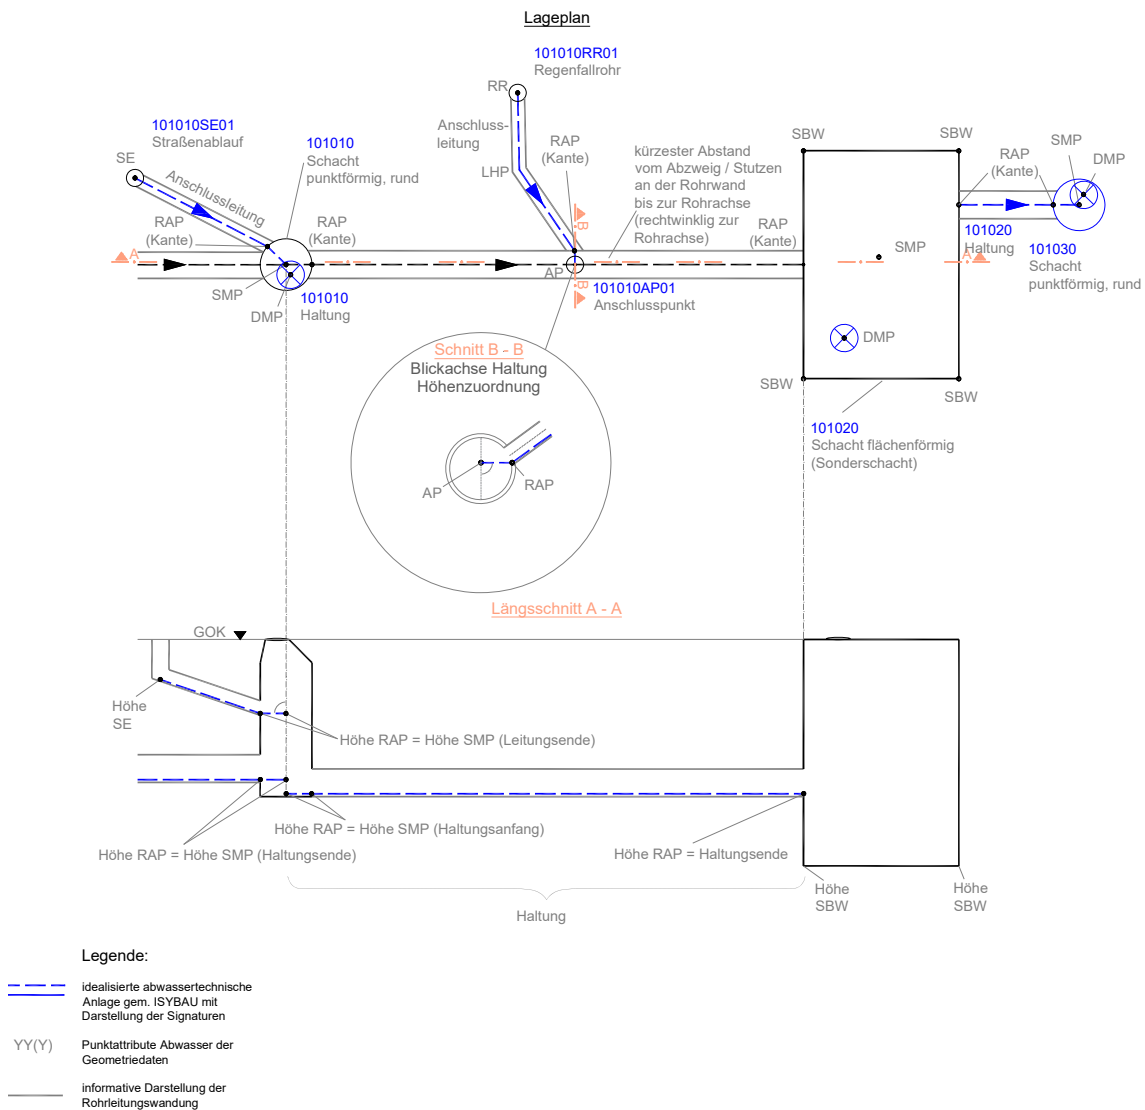 Lageplan
101010RR01
Regenfallrohr
RR
101010SE01
Straßenablauf
SE
Anschlussleitung
101010
Schacht
punktförmig, rund
Anschluss-
leitung
LHP
RAP
(Kante)
kürzester Abstand
vom Abzweig / Stutzen
an der Rohrwand
bis zur Rohrachse
(rechtwinklig zur
Rohrachse)
SBW
SBW
SMP
DMP
RAP
(Kante)
RAP
(Kante)
RAP
(Kante)
RAP
(Kante)
B
A
SMP
101020
Haltung
A
101030
Schacht
punktförmig, rund
AP
B
101010AP01
Anschlusspunkt
SMP
DMP
101010
Haltung
DMP
SBW
SBW
101020
Schacht flächenförmig
(Sonderschacht)
Schnitt B - B
Blickachse Haltung
Höhenzuordnung
AP
RAP
Längsschnitt A - A
GOK
Höhe
SE
Höhe RAP = Höhe SMP (Leitungsende)
Höhe RAP = Höhe SMP (Haltungsanfang)
Höhe RAP = Höhe SMP (Haltungsende)
Höhe RAP = Haltungsende
Höhe
SBW
Höhe
SBW
Haltung
Legende:
idealisierte abwassertechnische
Anlage gem. ISYBAU mit
Darstellung der Signaturen
YY(Y)
Punktattribute Abwasser der
Geometriedaten
informative Darstellung der
Rohrleitungswandung